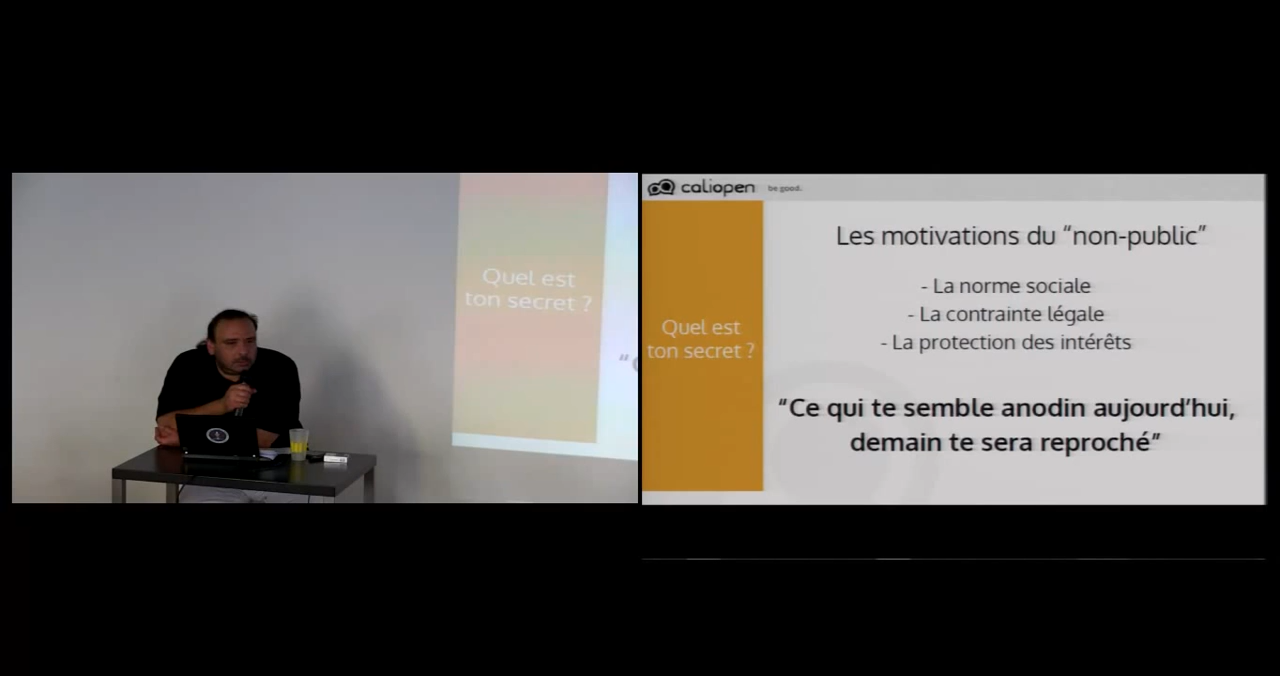 Quel est
ton secret ?
“
caliopen be good.
Les motivations du “non-public”
- La norme sociale
- La contrainte légale
- La protection des intérêts
Quel est
ton secret ?
“Ce qui te semble anodin aujourd’hui,
demain te sera reproché”